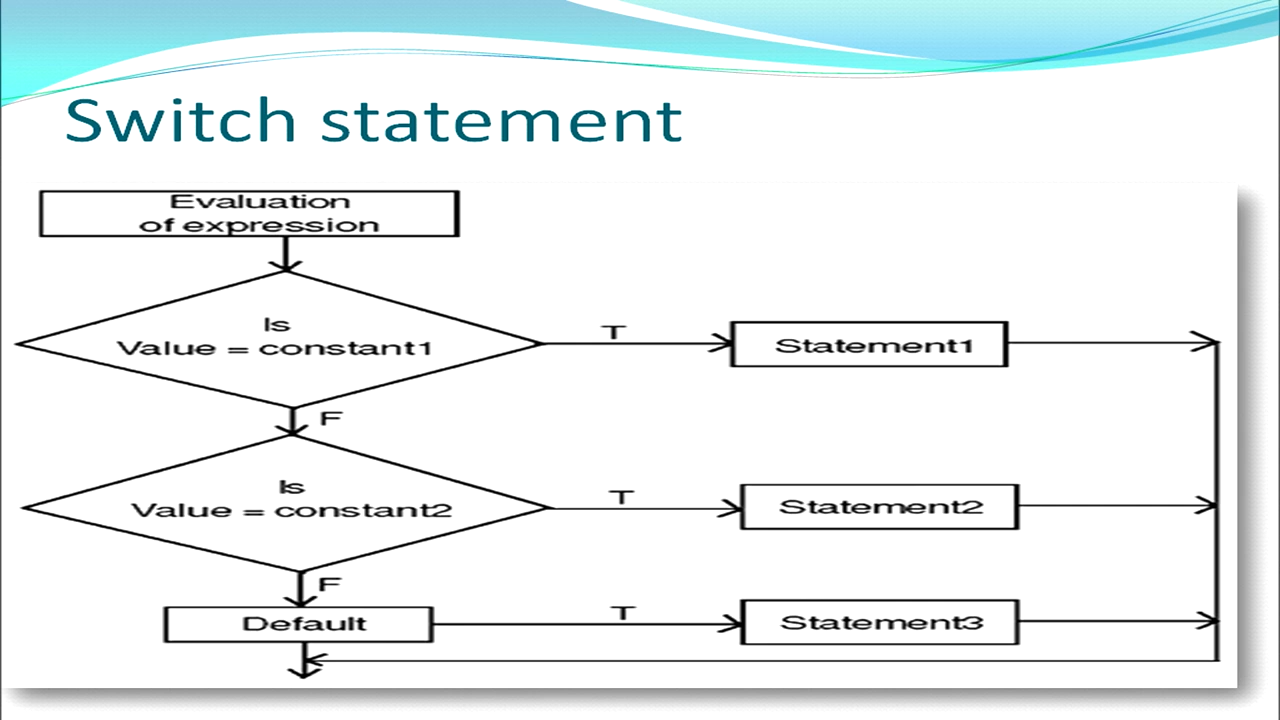 Switch statement
Evaluation
of expression
Is
Value = constant1
T
Statement1
F
Is
Value = constant2
T
Statement2
F
Default
T
Statement3